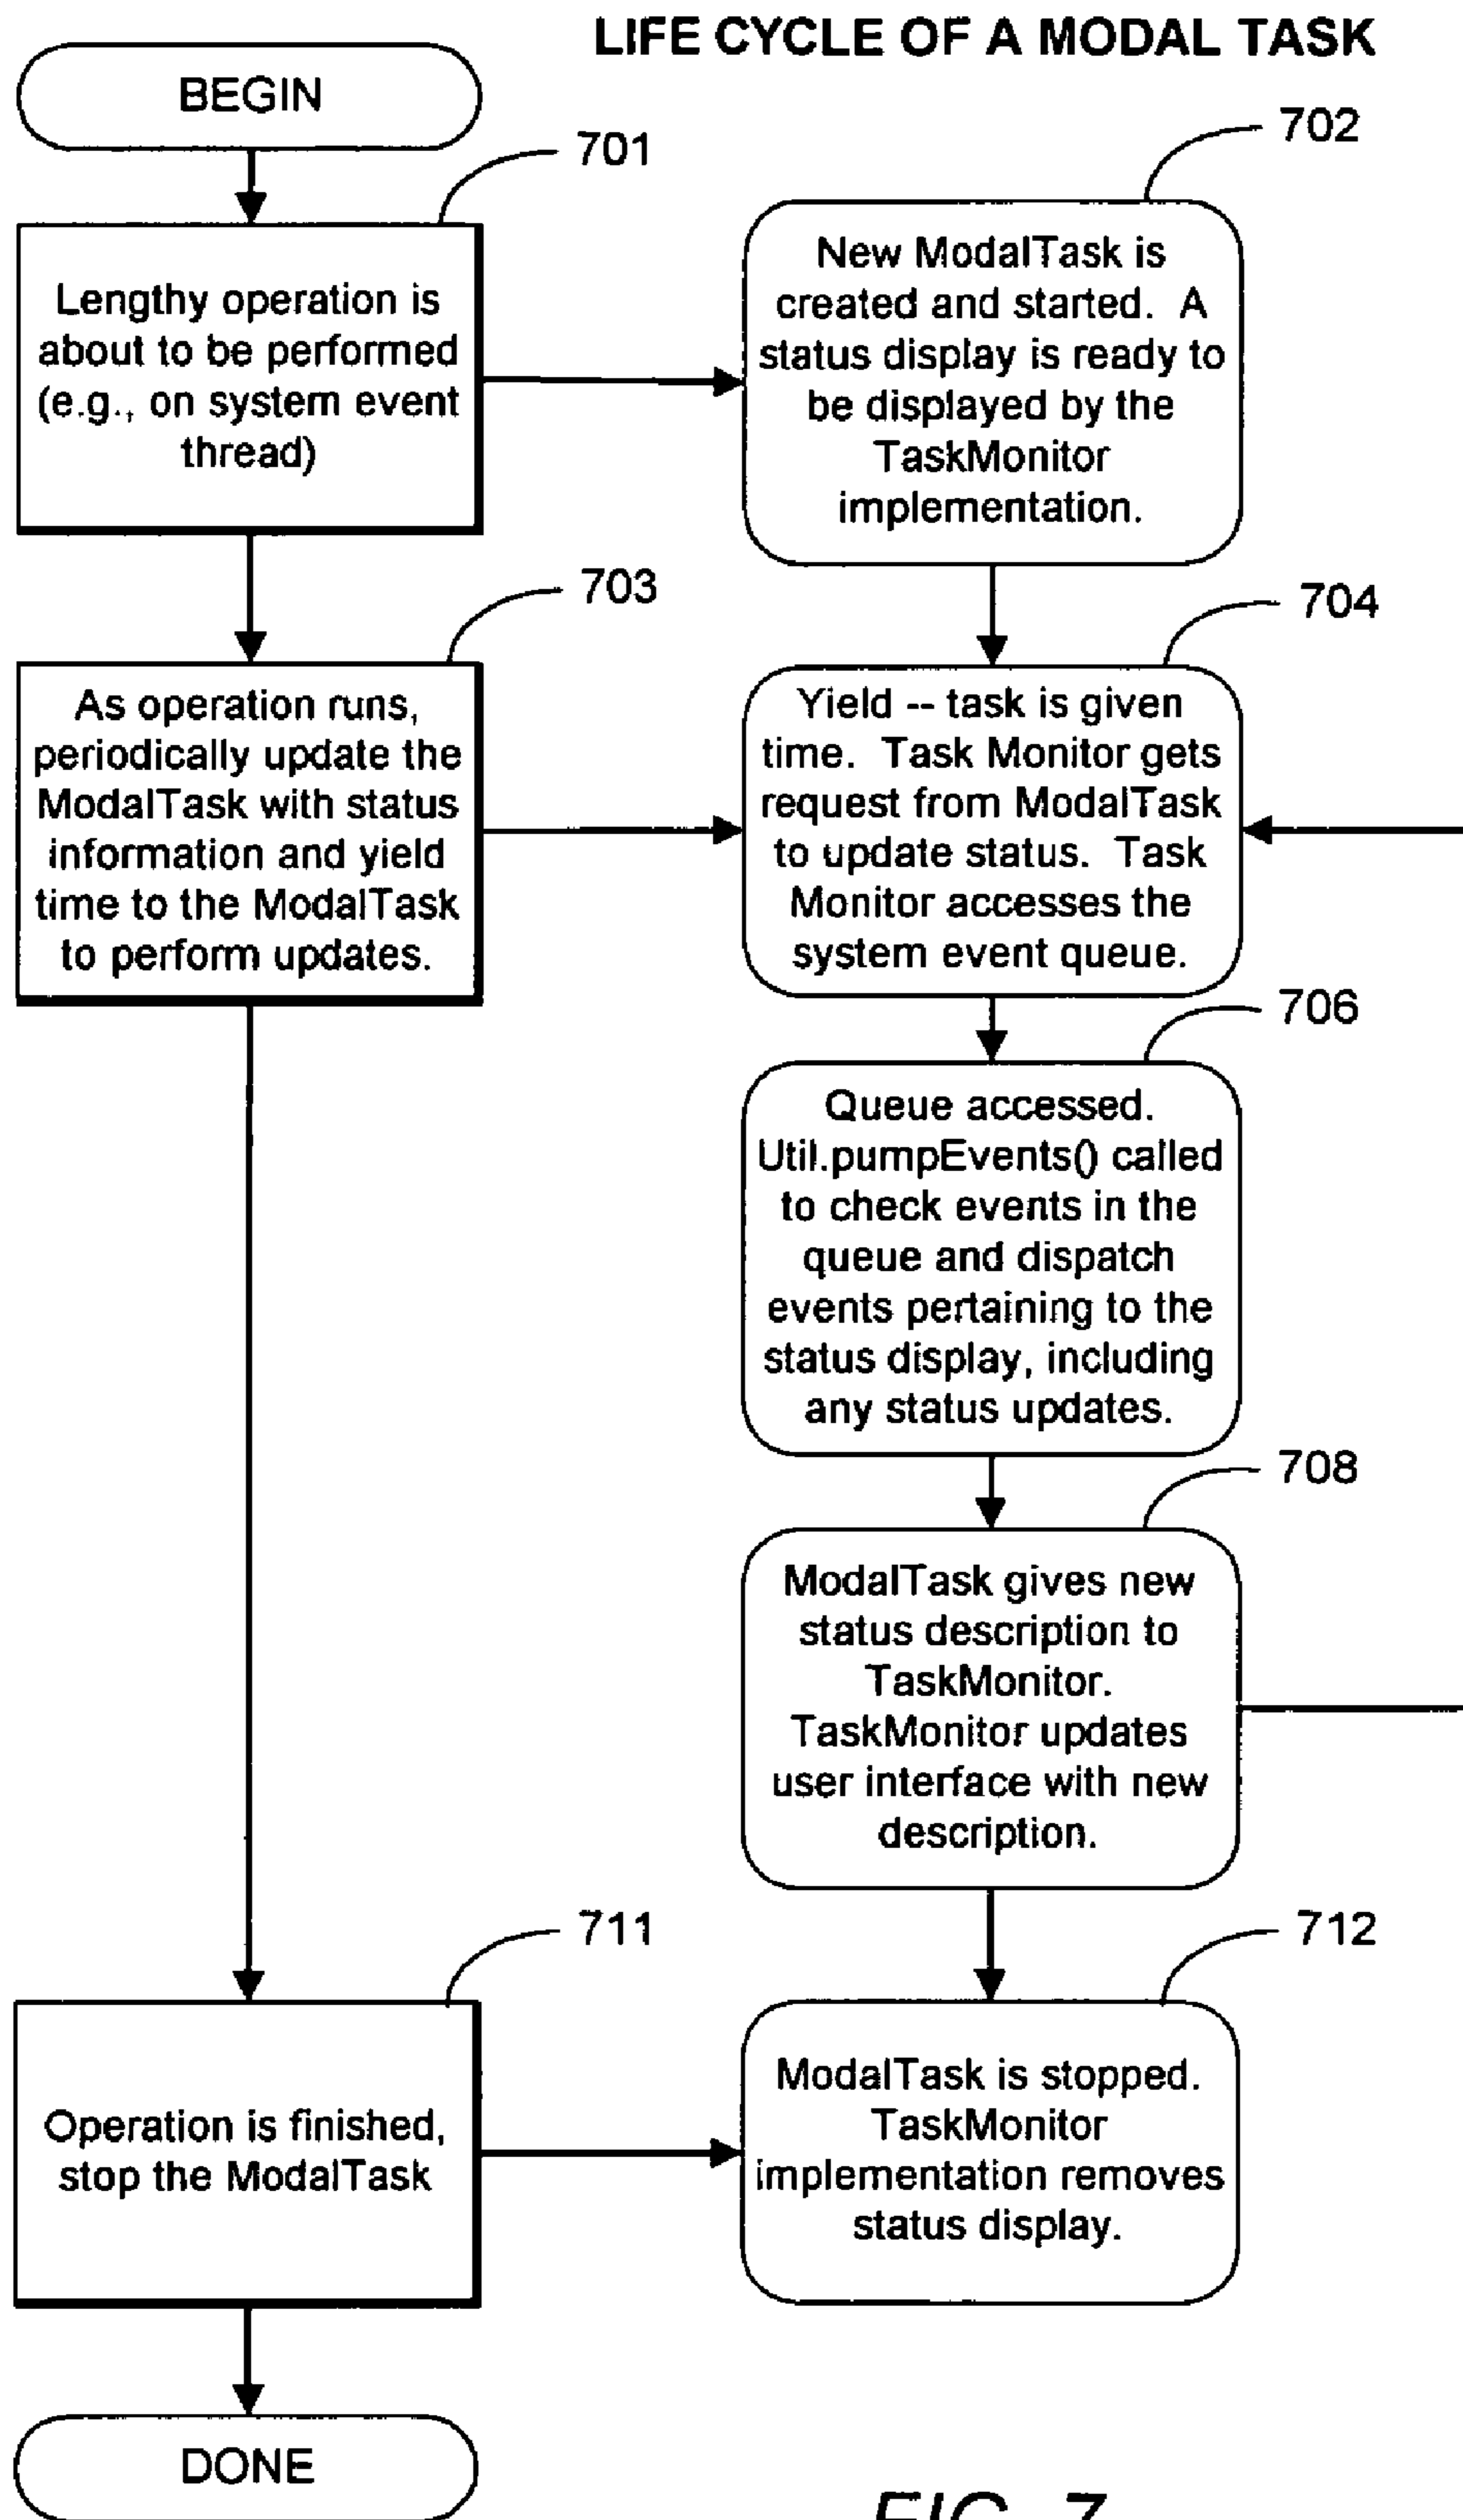 LIFE CYCLE OF A MODAL TASK
BEGIN
701
Lengthy operation is
about to be performed
(e.g., on system event
thread)
702
New ModalTask is
created and started. A
status display is ready to
be displayed by the
TaskMonitor
implementation.
703
As operation runs,
periodically update the
ModalTask with status
information and yield
time to the ModalTask
to perform updates.
704
Yield -- task is given
time. Task Monitor gets
request from ModalTask
to update status. Task
Monitor accesses the
system event queue.
706
Queue accessed.
Util.pumpEvents() called
to check events in the
queue and dispatch
events pertaining to the
status display, including
any status updates.
708
ModalTask gives new
status description to
TaskMonitor.
TaskMonitor updates
user interface with new
description.
711
Operation is finished,
stop the ModalTask
712
ModalTask is stopped.
TaskMonitor
implementation removes
status display.
DONE
FIG. 7